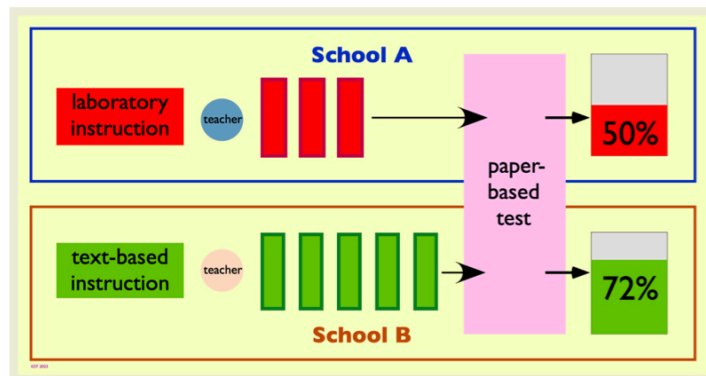 School A
laboratory
instruction
teacher
50%
paper-
based
test
text-based
instruction
teacher
72%
School B